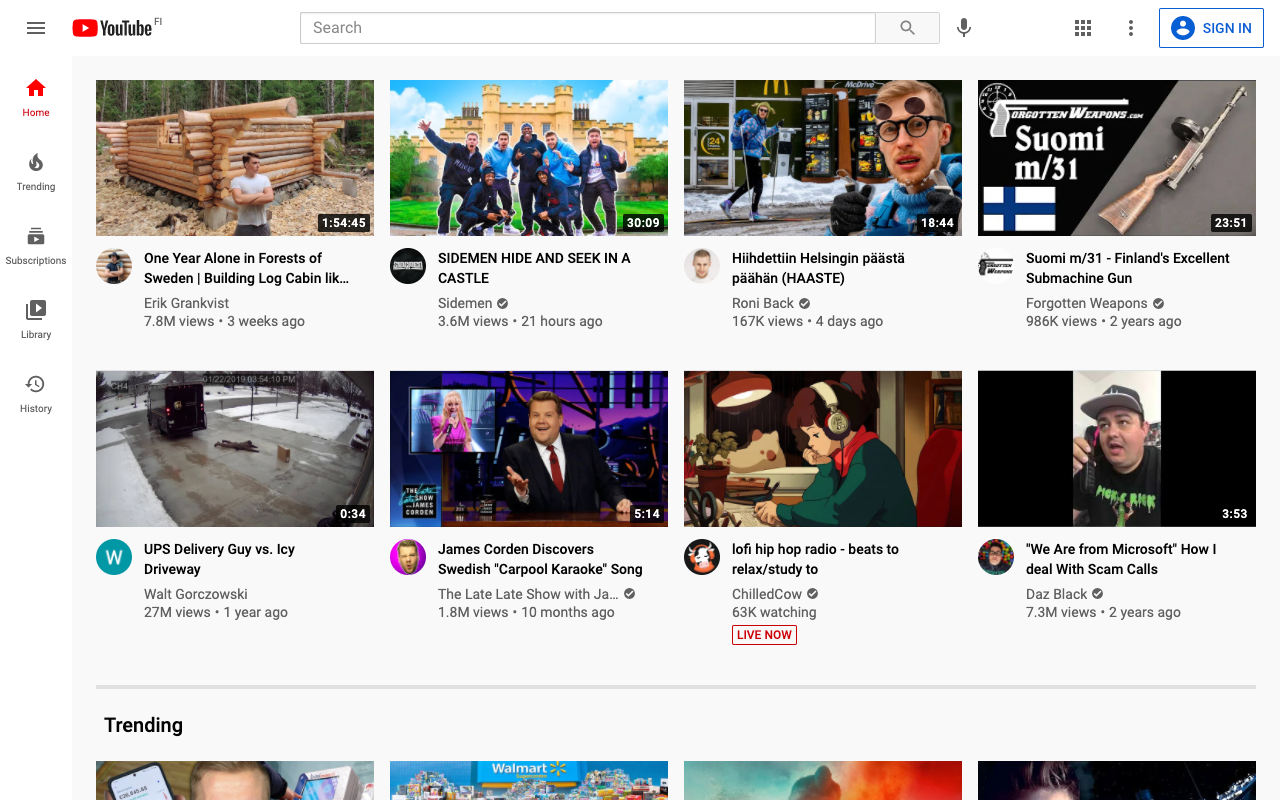 YouTube FI
Search
SIGN IN
Home
Trending
Subscriptions
Library
History
1:54:45
One Year Alone in Forests of
Sweden | Building Log Cabin lik...
Erik Grankvist
7.8M views • 3 weeks ago
30:09
SIDEMEN HIDE AND SEEK IN A
CASTLE
Sidemen
3.6M views • 21 hours ago
McDrive
24
18:44
Hiihdettiin Helsingin päästä
päähän (HAASTE)
Roni Back
167K views • 4 days ago
FORGOTTEN WEAPONS.COM
Suomi
m/31
23:51
Suomi m/31 - Finland's Excellent
Submachine Gun
Forgotten Weapons
986K views • 2 years ago
CH4
01/22/2019 03:54:10 PM
0:34
W
UPS Delivery Guy vs. Icy
Driveway
Walt Gorczowski
27M views • 1 year ago
THE LATE LATE
SHOW WITH
JAMES
CORDEN
5:14
James Corden Discovers
Swedish "Carpool Karaoke" Song
The Late Late Show with Ja...
1.8M views • 10 months ago
lofi hip hop radio - beats to
relax/study to
ChilledCow
63K watching
LIVE NOW
PICKLE RICK
3:53
"We Are from Microsoft" How I
deal With Scam Calls
Daz Black
7.3M views • 2 years ago
Trending
Walmart